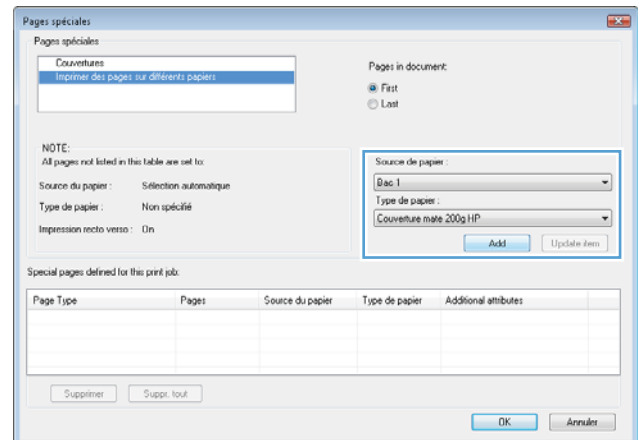 Pages spéciales
Pages spéciales
Couvertures
Imprimer des pages sur différents papiers
Pages in document:
First
Last
NOTE:
All pages not listed in this table are set to:
Source du papier : Sélection automatique
Type de papier : Non spécifié
Impression recto verso : On
Source de papier :
Bac 1
Type de papier :
Couverture mate 200g HP
Add Update item
Special pages defined for this print job:
Page Type Pages Source du papier Type de papier Additional attributes
Supprimer Suppr. tout
OK Annuler